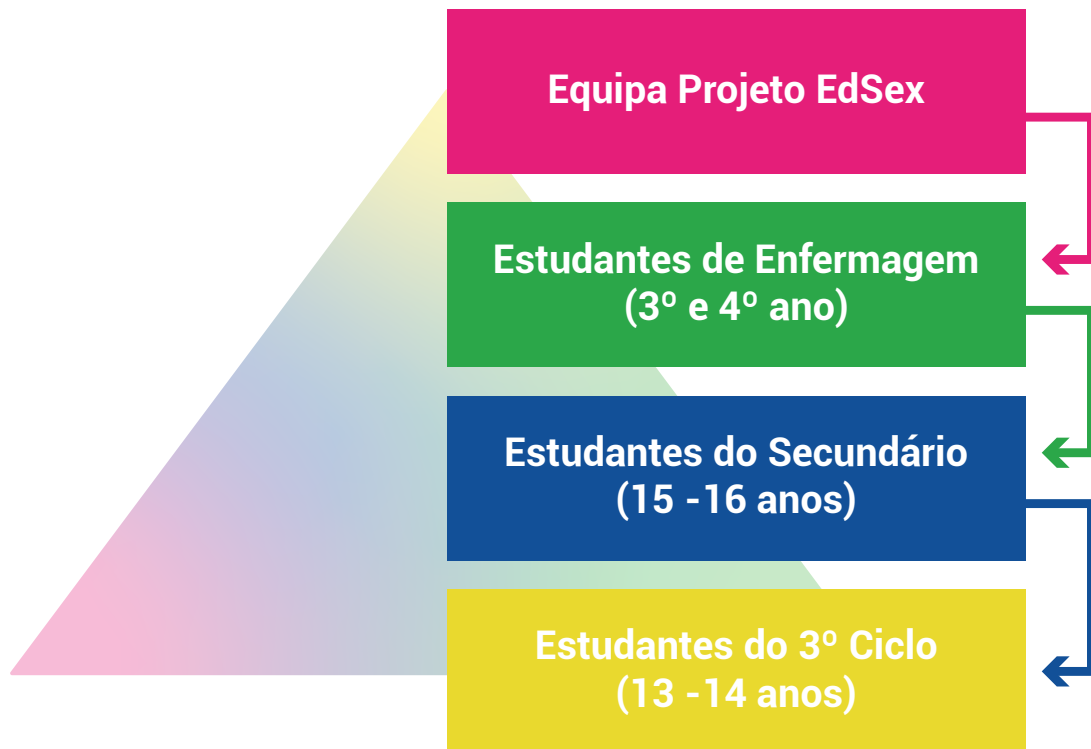 Equipa Projeto EdSex
Estudantes de Enfermagem
(3º e 4º ano)
Estudantes do Secundário
(15 -16 anos)
Estudantes do 3º Ciclo
(13 -14 anos)